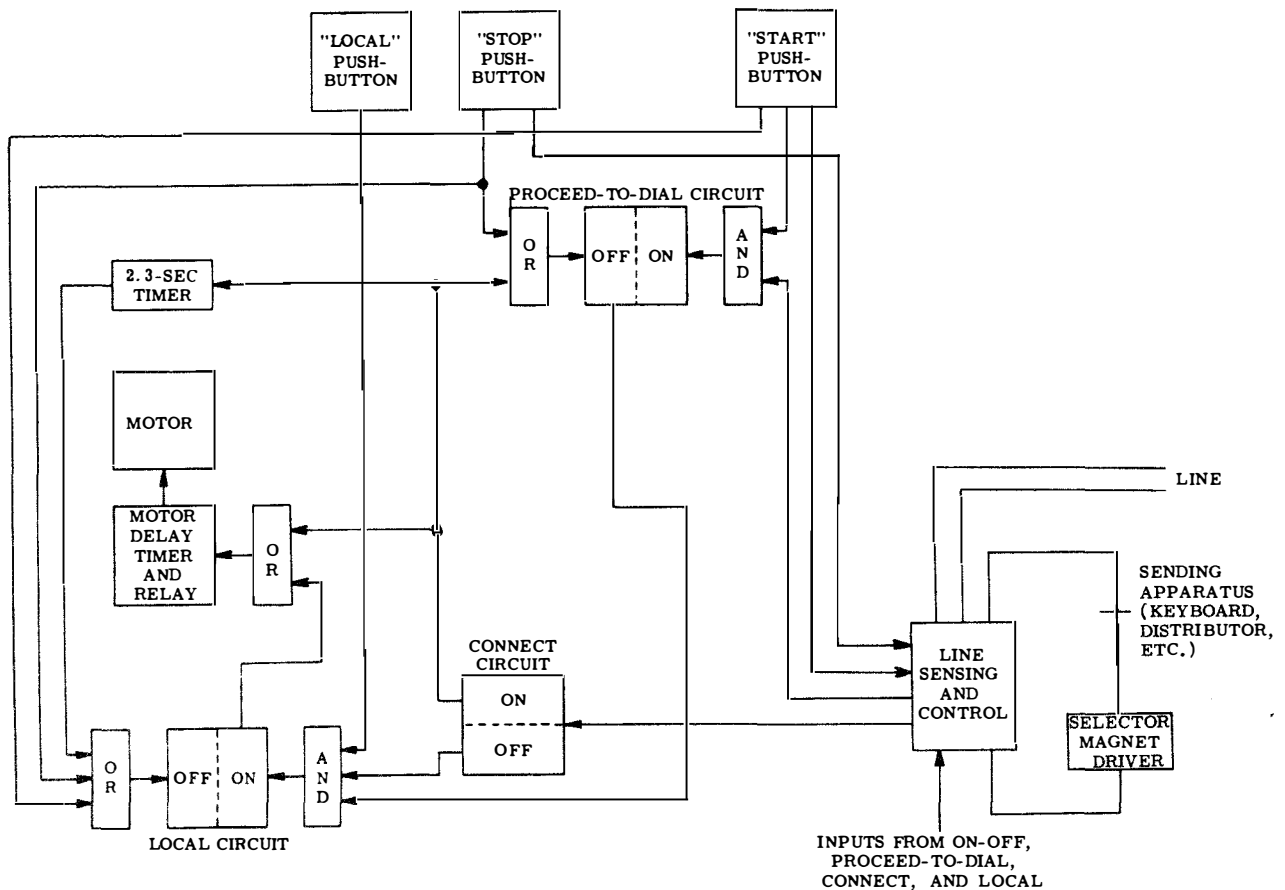 "LOCAL"
PUSH-
BUTTON
"STOP"
PUSH-
BUTTON
"START"
PUSH-
BUTTON
PROCEED-TO-DIAL CIRCUIT
O
R
OFF
ON
A
N
D
2.3-SEC
TIMER
MOTOR
MOTOR
DELAY
TIMER
AND
RELAY
O
R
LINE
SENDING
APPARATUS
(KEYBOARD,
DISTRIBUTOR,
ETC.)
CONNECT
CIRCUIT
ON
OFF
LINE
SENSING
AND
CONTROL
SELECTOR
MAGNET
DRIVER
O
R
OFF
ON
A
N
D
LOCAL CIRCUIT
INPUTS FROM ON-OFF,
PROCEED-TO-DIAL,
CONNECT, AND LOCAL